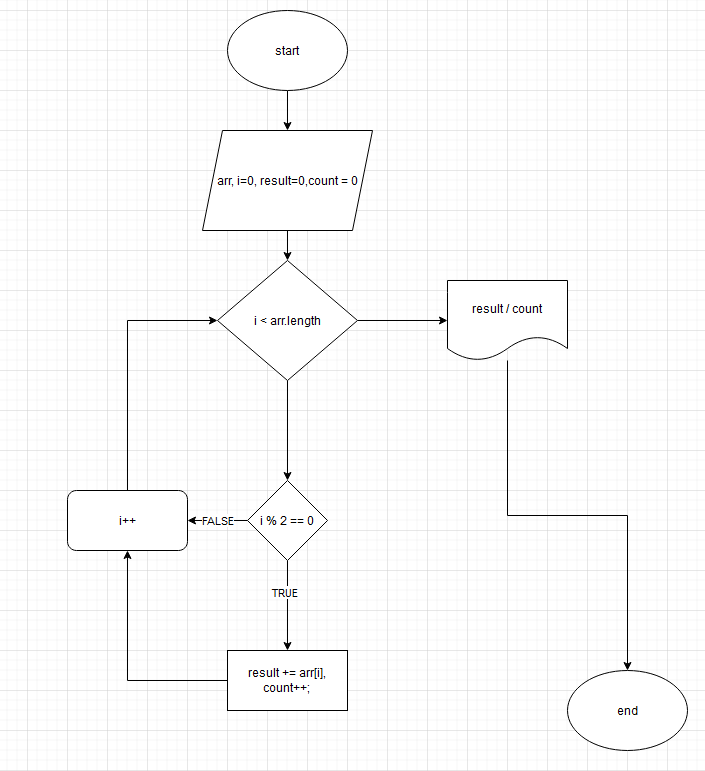 start
arr, i=0, result=0,count = 0
i < arr.length
result / count
i++
FALSE
i % 2 == 0
TRUE
result += arr[i],
count++;
end